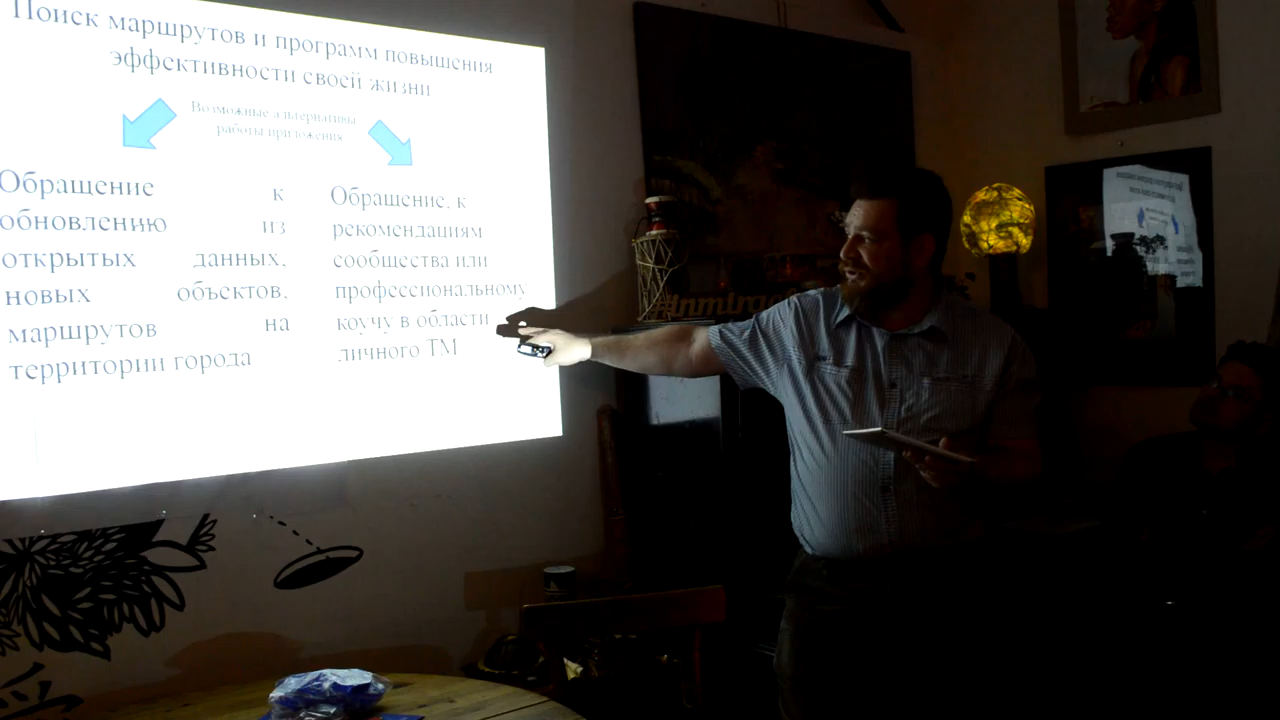 Поиск маршрутов и программ повышения
эффективности своей жизни
Возможные альтернативы
работы приложения
Обращение к
обновлению из
открытых данных,
новых объектов,
маршрутов на
территории города
Обращение, к
рекомендациям
сообщества или
профессиональному
коучу в области
личного ТМ